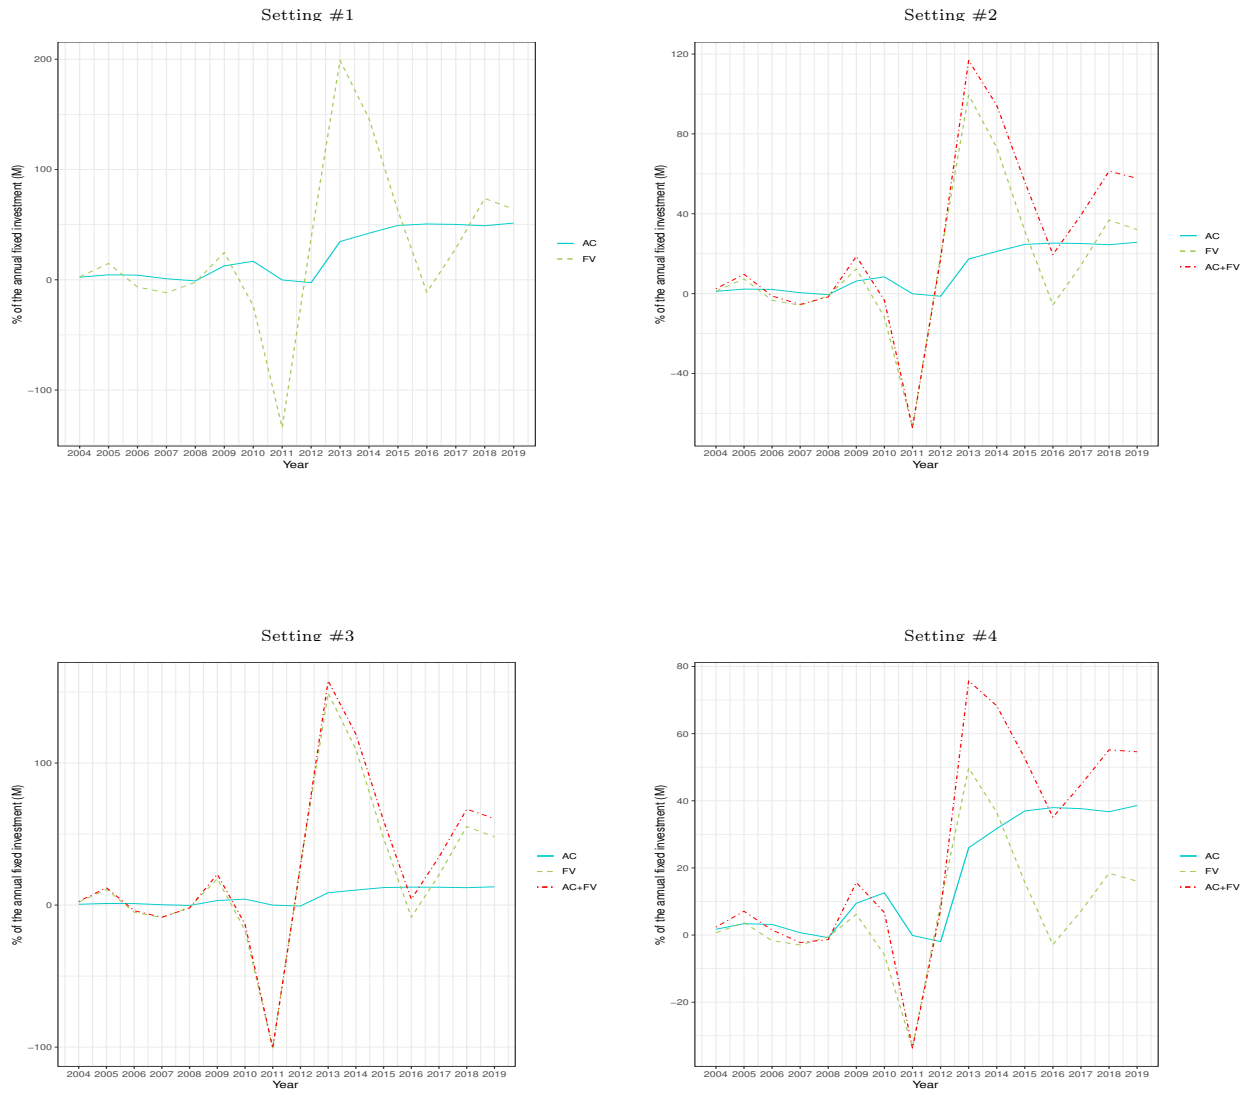 Setting #1
% of the annual fixed investment (M)
200
100
0
−100
2004 2005 2006 2007 2008 2009 2010 2011 2012 2013 2014 2015 2016 2017 2018 2019
Year
AC
FV
Setting #2
% of the annual fixed investment (M)
120
80
40
0
−40
2004 2005 2006 2007 2008 2009 2010 2011 2012 2013 2014 2015 2016 2017 2018 2019
Year
AC
FV
AC+FV
Setting #3
% of the annual fixed investment (M)
100
0
−100
2004 2005 2006 2007 2008 2009 2010 2011 2012 2013 2014 2015 2016 2017 2018 2019
Year
AC
FV
AC+FV
Setting #4
% of the annual fixed investment (M)
80
60
40
20
0
−20
2004 2005 2006 2007 2008 2009 2010 2011 2012 2013 2014 2015 2016 2017 2018 2019
Year
AC
FV
AC+FV